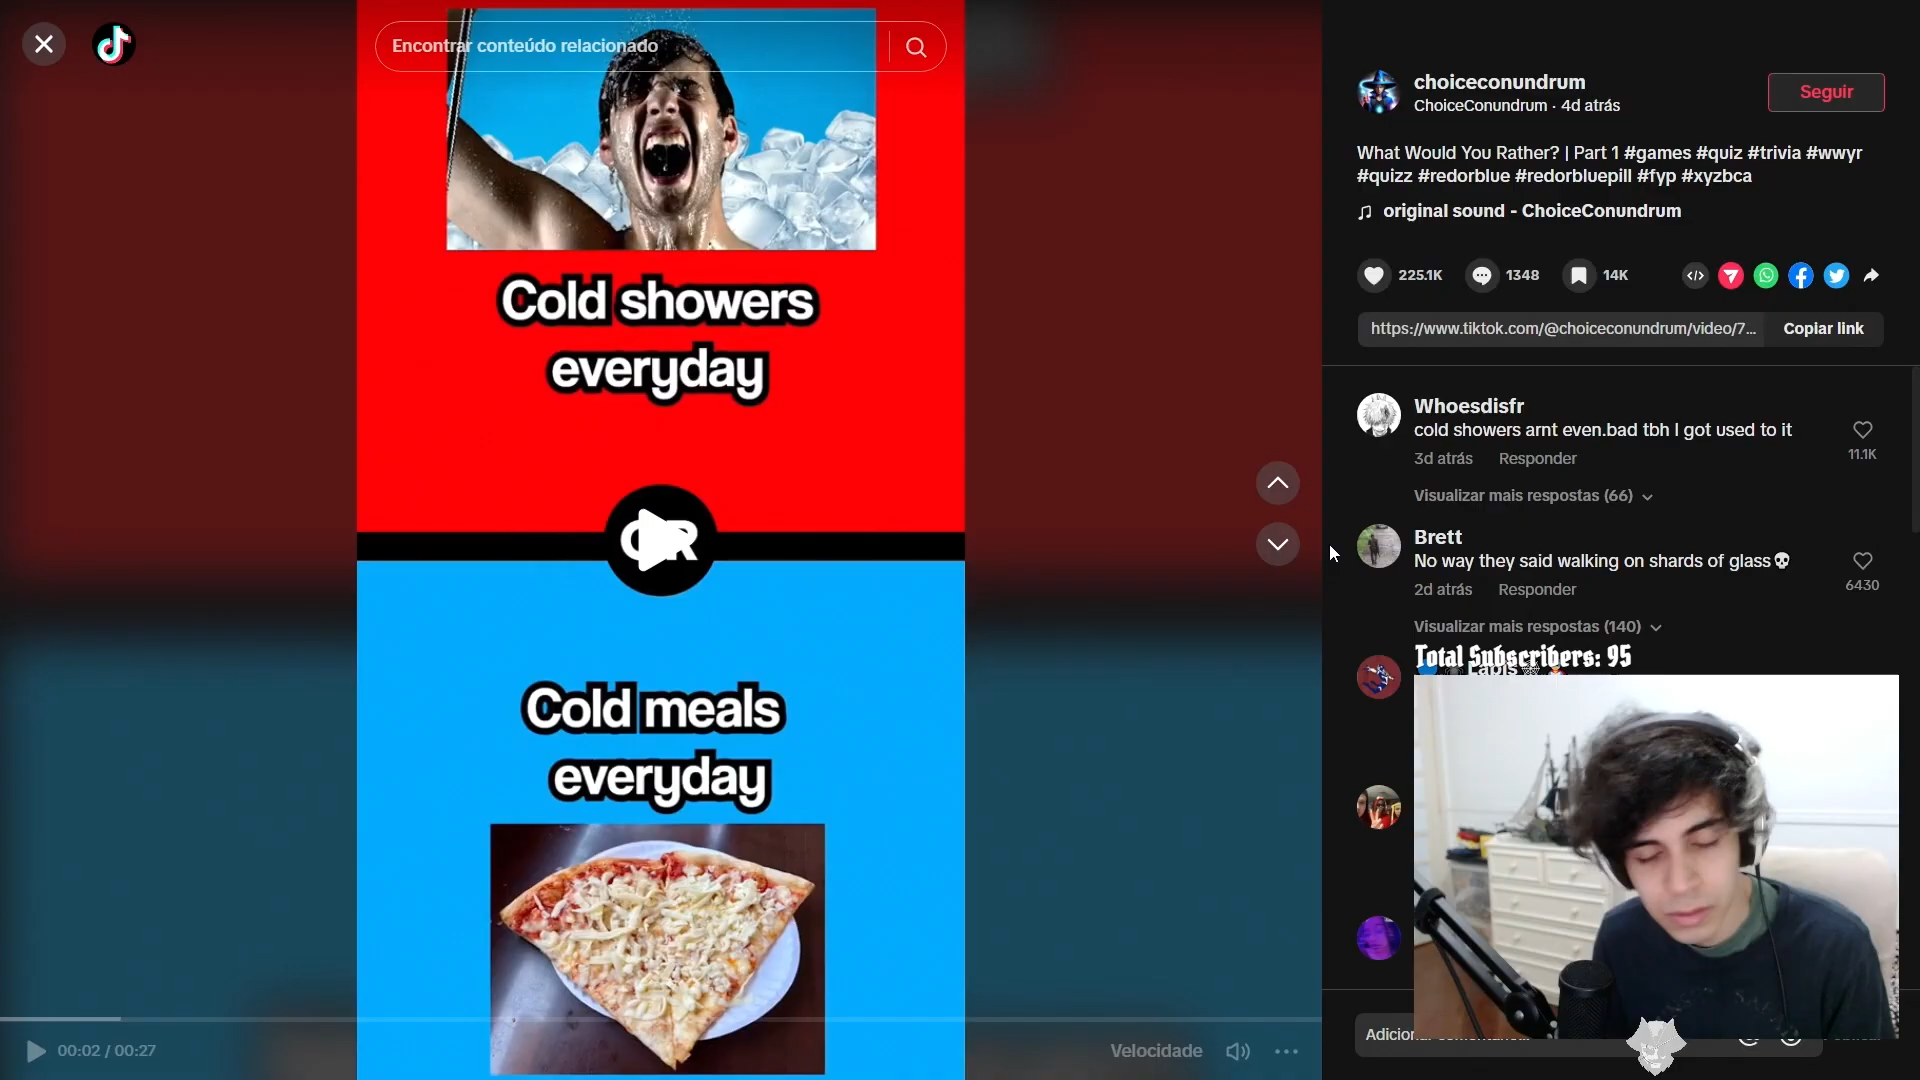 Encontrar conteúdo relacionado
Cold showers
everyday
OR
Cold meals
everyday
00:02 / 00:27
Velocidade
choiceconundrum
ChoiceConundrum · 4d atrás
Seguir
What Would You Rather? | Part 1 #games #quiz #trivia #wwyr
#quizz #redorblue #redorbluepill #fyp #xyzbca
original sound - ChoiceConundrum
225.1K
1348
14K
https://www.tiktok.com/@choiceconundrum/video/7...
Copiar link
Whoesdisfr
cold showers arnt even.bad tbh I got used to it
3d atrás
Responder
11.1K
Visualizar mais respostas (66)
Brett
No way they said walking on shards of glass💀
2d atrás
Responder
6430
Visualizar mais respostas (140)
Total Subscribers: 95
Lapis